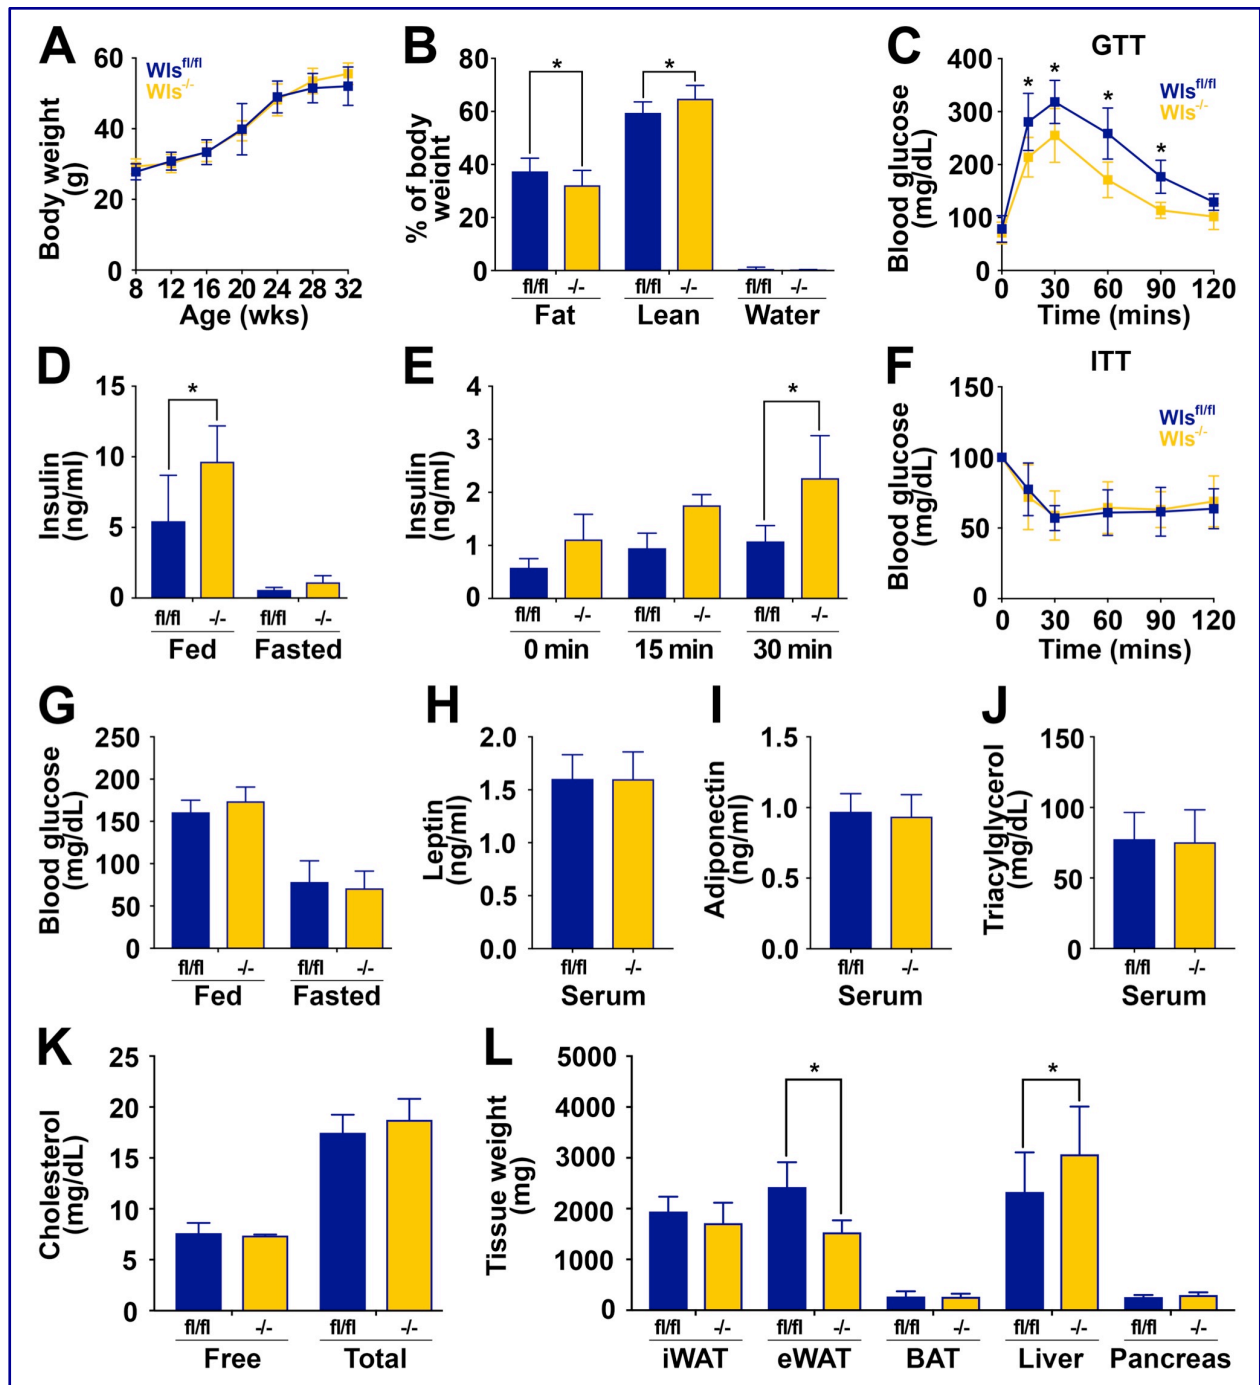 A
Wls^fl/fl
Wls^-/-
Body weight
(g)
60
40
20
0
8 12 16 20 24 28 32
Age (wks)
B
% of body
weiaht
80
60
40
20
0
* *
fl/fl -/- fl/fl -/- fl/fl -/-
Fat Lean Water
C
GTT
Wls^fl/fl
Wls^-/-
Blood glucose
(mg/dL)
400
300
200
100
0
* * * *
0 30 60 90 120
Time (mins)
D
Insulin
(ng/ml)
15
10
5
0
*
fl/fl -/- fl/fl -/-
Fed Fasted
E
Insulin
(ng/ml)
4
3
2
1
0
*
fl/fl -/- fl/fl -/- fl/fl -/-
0 min 15 min 30 min
F
ITT
Wls^fl/fl
Wls^-/-
Blood glucose
(mg/dL)
150
100
50
0
0 30 60 90 120
Time (mins)
G
Blood glucose
(mg/dL)
250
200
150
100
50
0
fl/fl -/- fl/fl -/-
Fed Fasted
H
Leptin
(ng/ml)
2.0
1.5
1.0
0.5
0.0
fl/fl -/-
Serum
I
Adiponectin
(ng/ml)
1.5
1.0
0.5
0.0
fl/fl -/-
Serum
J
Triacylglycerol
(mg/dL)
150
100
50
0
fl/fl -/-
Serum
K
Cholesterol
(mg/dL)
25
20
15
10
5
0
fl/fl -/- fl/fl -/-
Free Total
L
Tissue weight
(mg)
5000
4000
3000
2000
1000
0
* *
fl/fl -/- fl/fl -/- fl/fl -/- fl/fl -/- fl/fl -/-
iWAT eWAT BAT Liver Pancreas